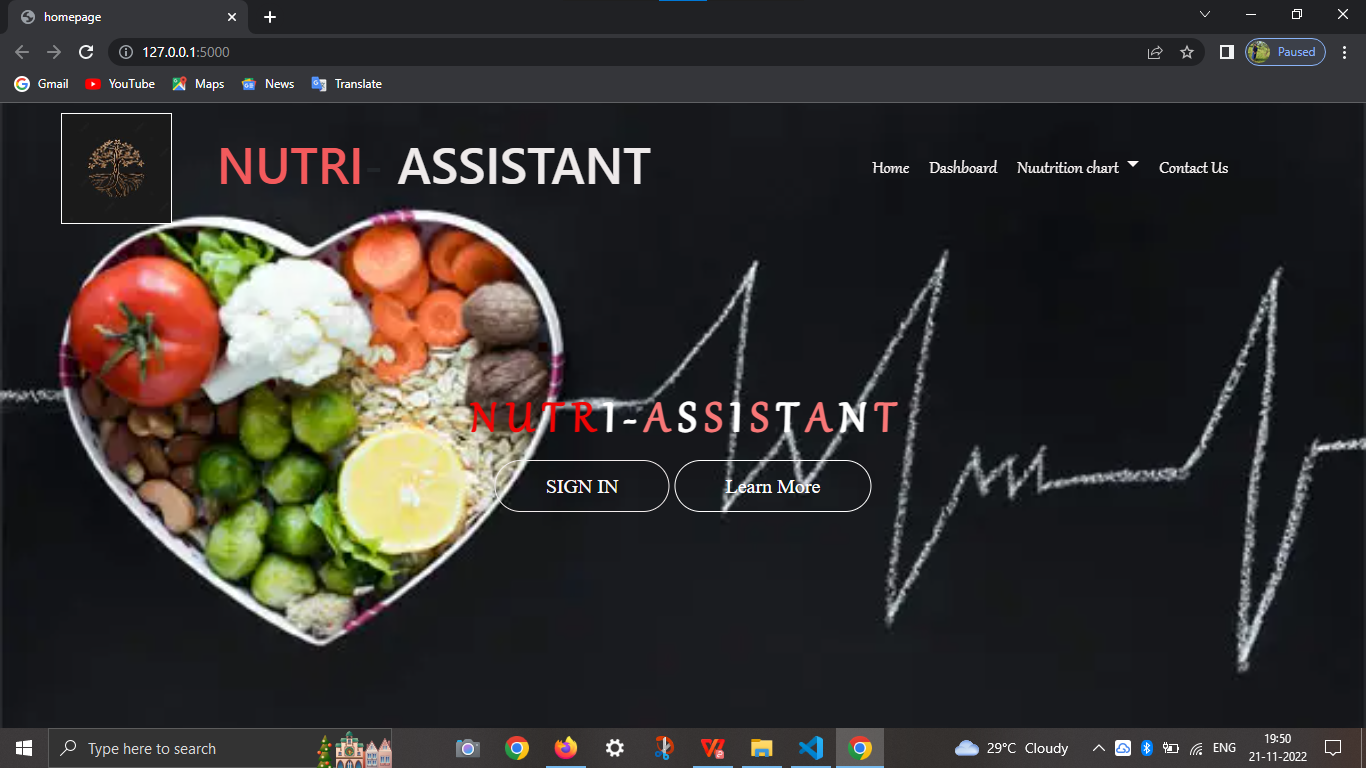 homepage
127.0.0.1:5000
Paused
Gmail YouTube Maps News Translate
NUTRI- ASSISTANT
Home Dashboard Nuutrition chart Contact Us
NUTRI-ASSISTANT
SIGN IN Learn More
Type here to search
29°C Cloudy
ENG
19:50
21-11-2022